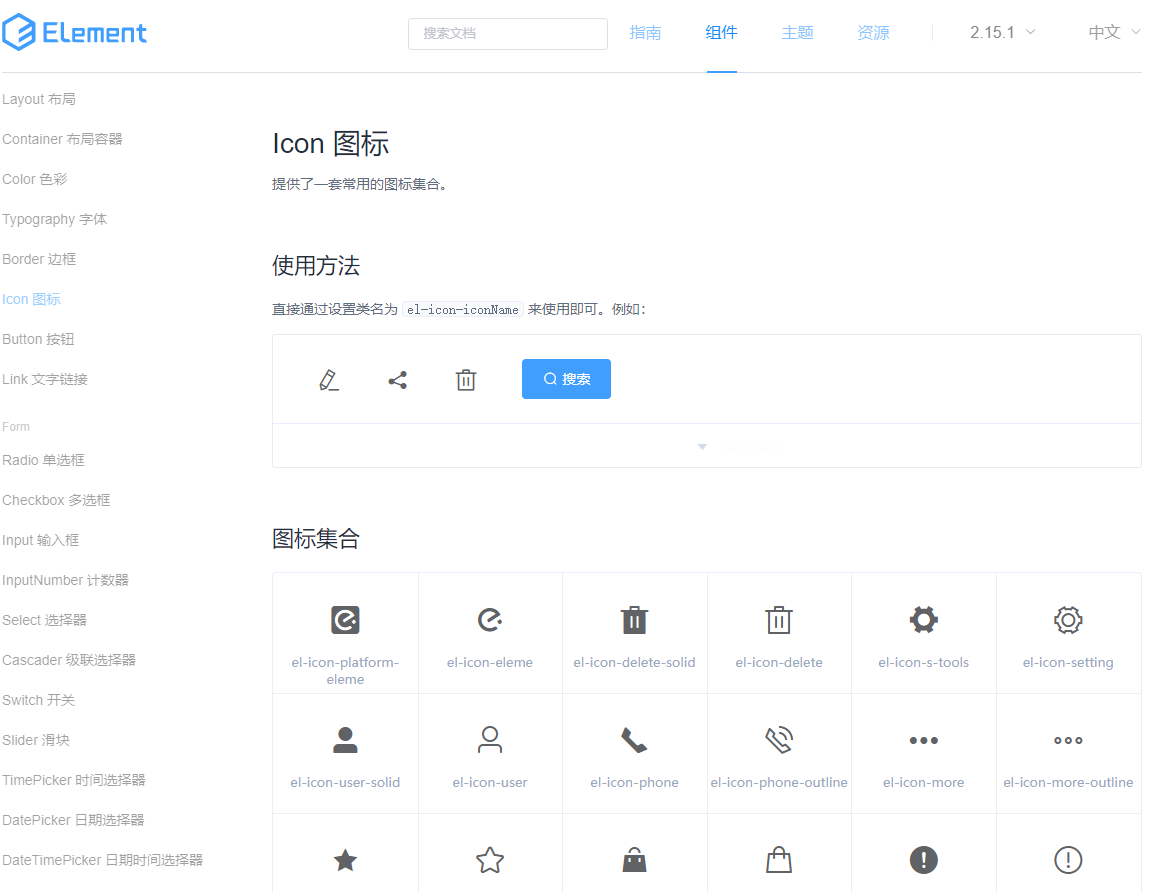 Element
搜索文档
指南
组件
主题
资源
2.15.1
中文
Layout 布局
Container 布局容器
Color 色彩
Typography 字体
Border 边框
Icon 图标
Button 按钮
Link 文字链接
Form
Radio 单选框
Checkbox 多选框
Input 输入框
InputNumber 计数器
Select 选择器
Cascader 级联选择器
Switch 开关
Slider 滑块
TimePicker 时间选择器
DatePicker 日期选择器
DateTimePicker 日期时间选择器
Icon 图标
提供了一套常用的图标集合。
使用方法
直接通过设置类名为 el-icon-iconName 来使用即可。例如：
搜索
图标集合
el-icon-platform-
eleme
el-icon-eleme
el-icon-delete-solid
el-icon-delete
el-icon-s-tools
el-icon-setting
el-icon-user-solid
el-icon-user
el-icon-phone
el-icon-phone-outline
el-icon-more
el-icon-more-outline